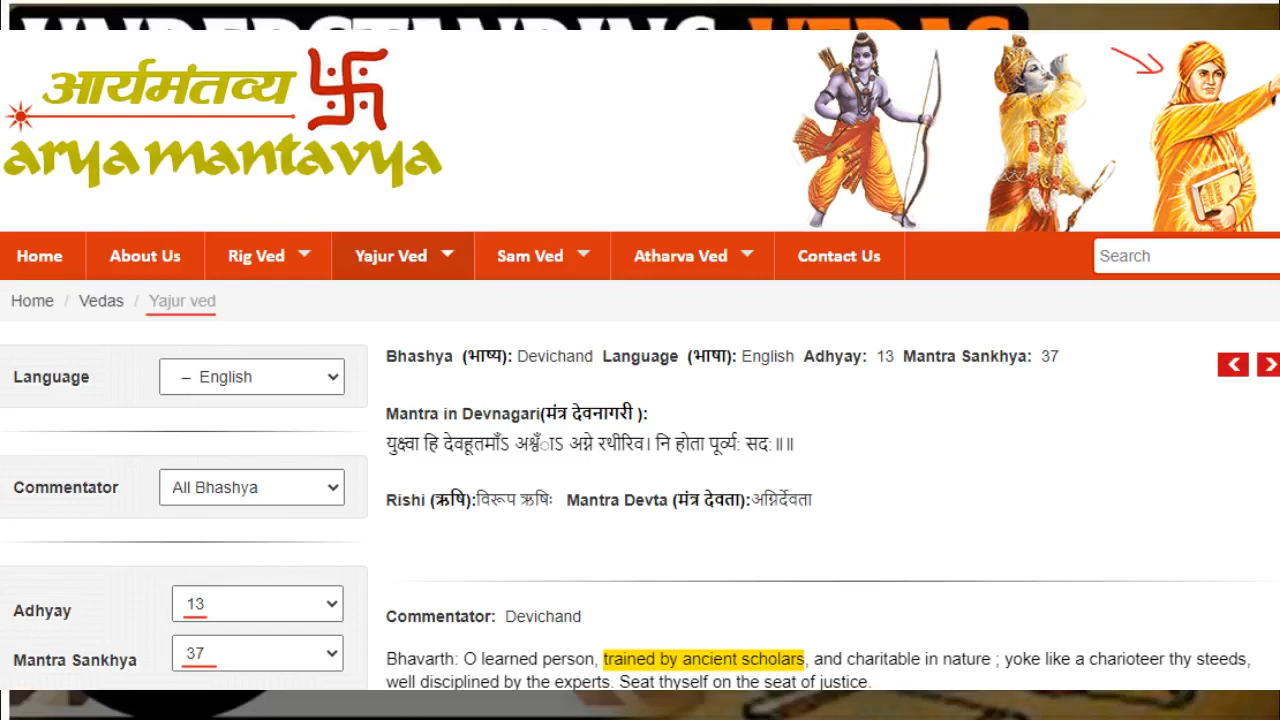 UNDERSTANDING VEDAS
आर्यमंतव्य
aryamantavya
Home About Us Rig Ved Yajur Ved Sam Ved Atharva Ved Contact Us Search
Home / Vedas / Yajur ved
Bhashya (भाष्य): Devichand Language (भाषा): English Adhyay: 13 Mantra Sankhya: 37
Language – English
Mantra in Devnagari(मंत्र देवनागरी ):
युक्ष्वा हि देवहूतमाँऽ अश्वँाऽ अग्ने रथीरिव। नि होता पूर्व्यः सदः॥॥
Commentator All Bhashya
Rishi (ऋषि):विरूप ऋषिः Mantra Devta (मंत्र देवता):अग्निर्देवता
Adhyay 13
Commentator: Devichand
Mantra Sankhya 37
Bhavarth: O learned person, trained by ancient scholars, and charitable in nature ; yoke like a charioteer thy steeds,
well disciplined by the experts. Seat thyself on the seat of justice.